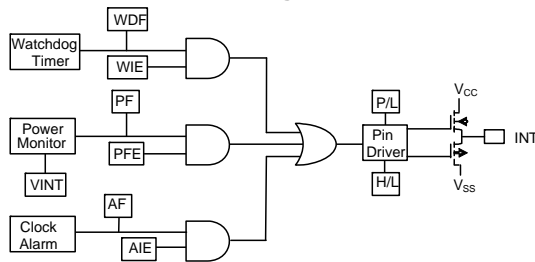 WDF
Watchdog
Timer
WIE
PF
Power
Monitor
PFE
VINT
AF
Clock
Alarm
AIE
P/L
Pin
Driver
H/L
VCC
INT
VSS